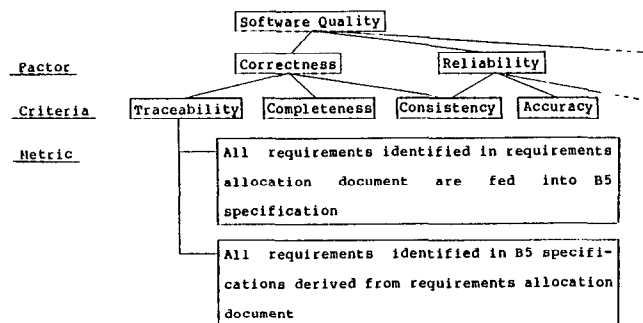 Software Quality
Factor
Correctness
Reliability
Criteria
Traceability
Completeness
Consistency
Accuracy
Metric
All requirements identified in requirements
allocation document are fed into B5
specification
All requirements identified in B5 specifi-
cations derived from requirements allocation
document